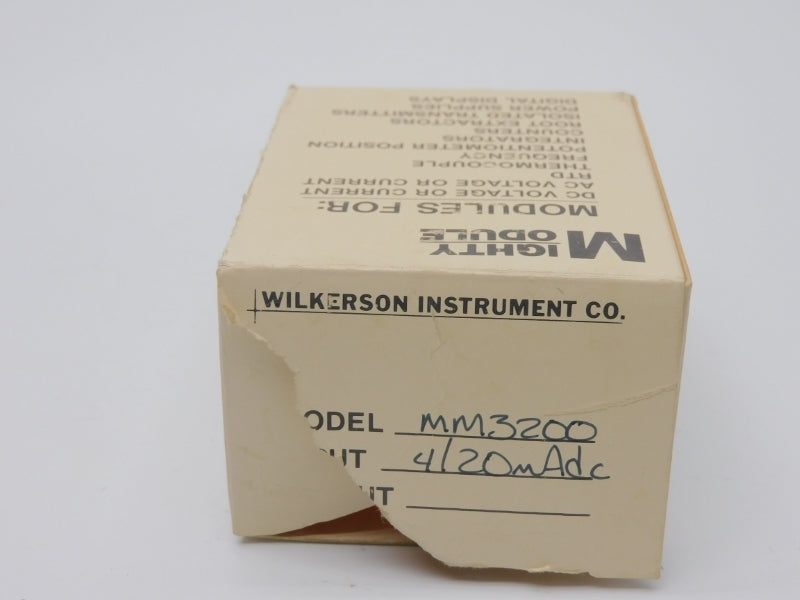 MIGHTY
MODULE
MODULES FOR:
DC VOLTAGE OR CURRENT
AC VOLTAGE OR CURRENT
RTD
THERMOCOUPLE
FREQUENCY
POTENTIOMETER POSITION
INTEGRATORS
COUNTERS
ROOT EXTRACTORS
ISOLATED TRANSMITTERS
POWER SUPPLIES
DIGITAL DISPLAYS
WILKERSON INSTRUMENT CO.
ODEL MM3200
UT 4/20mAdc
UT